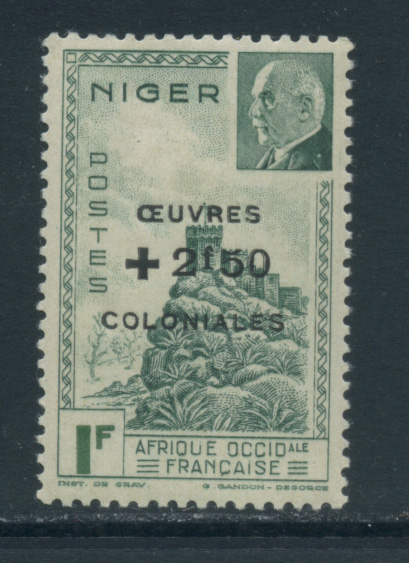 NIGER
POSTES
ŒUVRES
+ 2f50
COLONIALES
1F
AFRIQUE OCCIDALE
FRANÇAISE
INST. DE GRAV. G. GANDON - DEGORCE